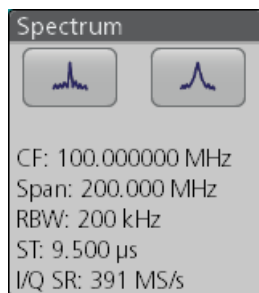 Spectrum
CF: 100.000000 MHz
Span: 200.000 MHz
RBW: 200 kHz
ST: 9.500 µs
I/Q SR: 391 MS/s